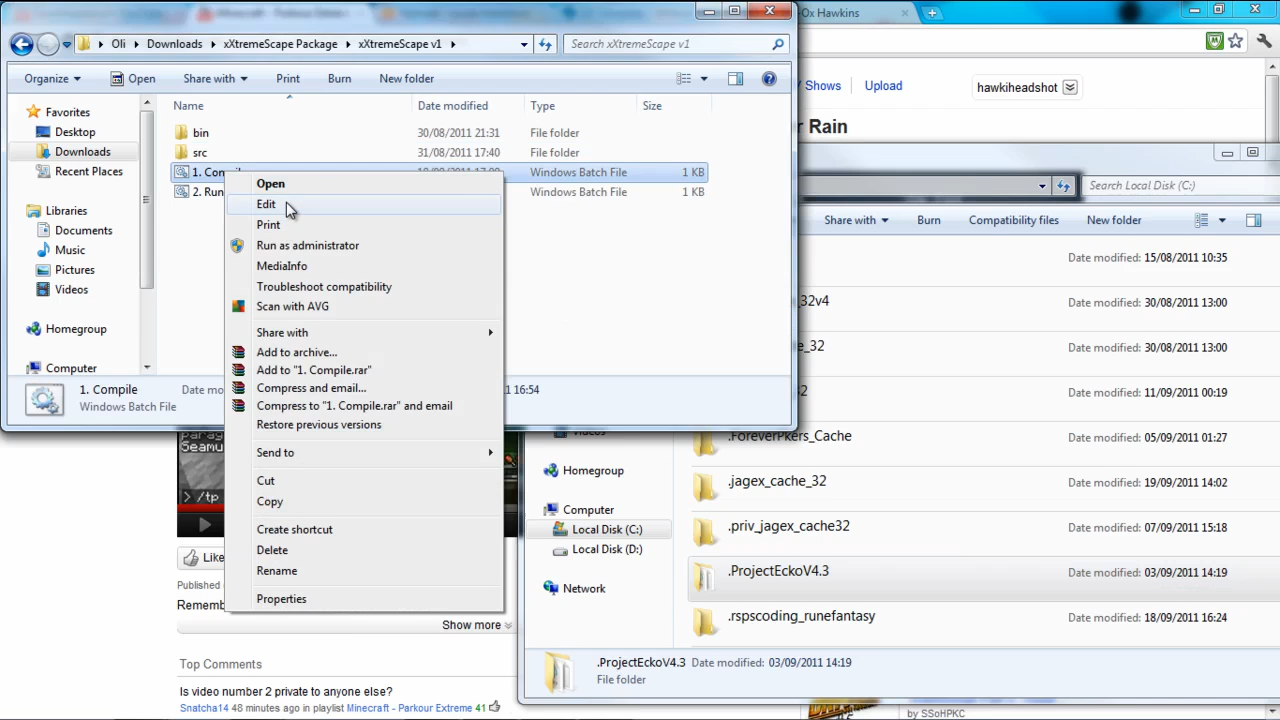 Minecraft - Parkour Extreme
-Ox Hawkins
Oli
Downloads
xXtremeScape Package
xXtremeScape v1
Search xXtremeScape v1
Organize
Open
Share with
Print
Burn
New folder
Shows
Upload
hawkiheadshot
r Rain
Name
Date modified
Type
Size
Favorites
Desktop
Downloads
Recent Places
Libraries
Documents
Music
Pictures
Videos
Homegroup
Computer
bin
30/08/2011 21:31
File folder
src
31/08/2011 17:40
File folder
1. Compile
Windows Batch File
1 KB
2. Run
Windows Batch File
1 KB
Open
Edit
Print
Run as administrator
MediaInfo
Troubleshoot compatibility
Scan with AVG
Share with
Add to archive...
Add to "1. Compile.rar"
Compress and email...
Compress to "1. Compile.rar" and email
Restore previous versions
Send to
Cut
Copy
Create shortcut
Delete
Rename
Properties
1. Compile
Date mo
16:54
Windows Batch File
Search Local Disk (C:)
Share with
Burn
Compatibility files
New folder
Date modified: 15/08/2011 10:35
_32v4
Date modified: 30/08/2011 13:00
e_32
Date modified: 30/08/2011 13:00
32
Date modified: 11/09/2011 00:19
.ForeverPkers_Cache
Date modified: 05/09/2011 01:27
.jagex_cache_32
Date modified: 19/09/2011 14:02
.priv_jagex_cache32
Date modified: 07/09/2011 15:18
.ProjectEckoV4.3
Date modified: 03/09/2011 14:19
.rspscoding_runefantasy
Date modified: 18/09/2011 16:24
Videos
Homegroup
Computer
Local Disk (C:)
Local Disk (D:)
Network
.ProjectEckoV4.3
Date modified: 03/09/2011 14:19
File folder
parag
Seamu
> /tp
Like
Published
Rememb
Show more
Top Comments
Is video number 2 private to anyone else?
Snatcha14 48 minutes ago in playlist Minecraft - Parkour Extreme 41
by SSoHPKC